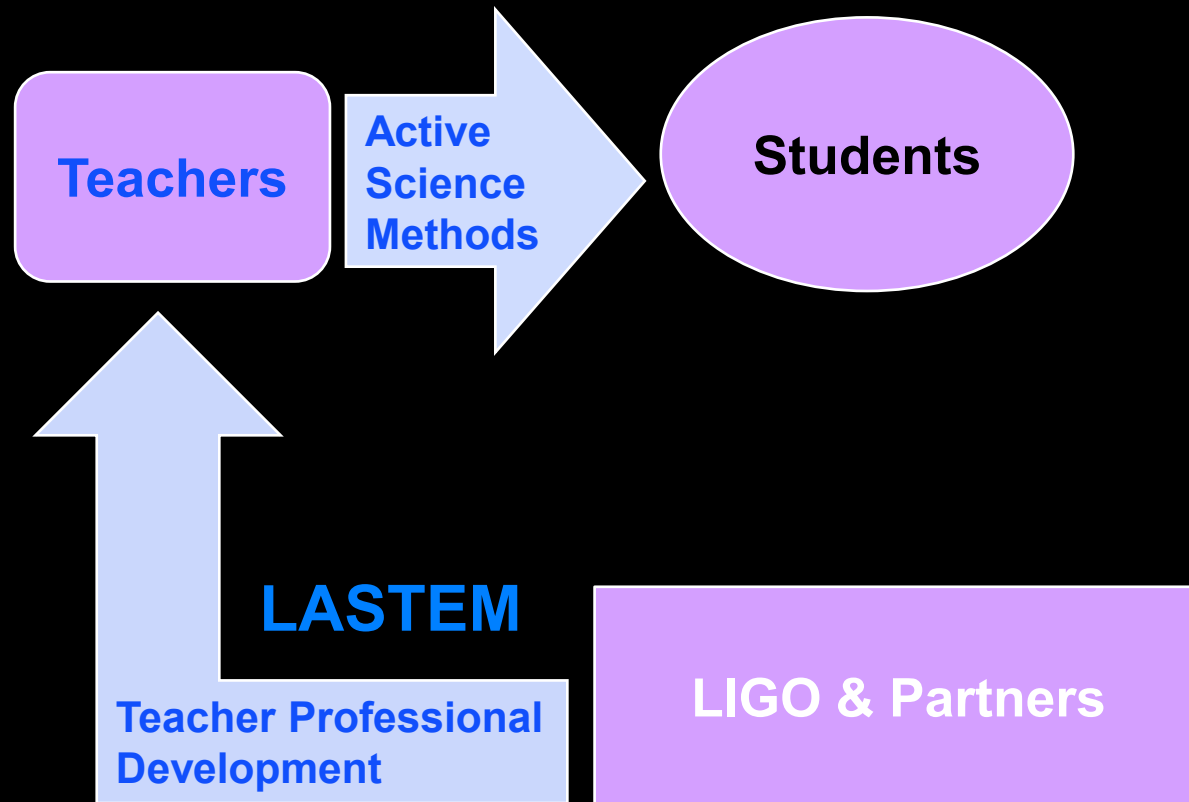 Teachers
Active
Science
Methods
Students
LASTEM
Teacher Professional
Development
LIGO & Partners